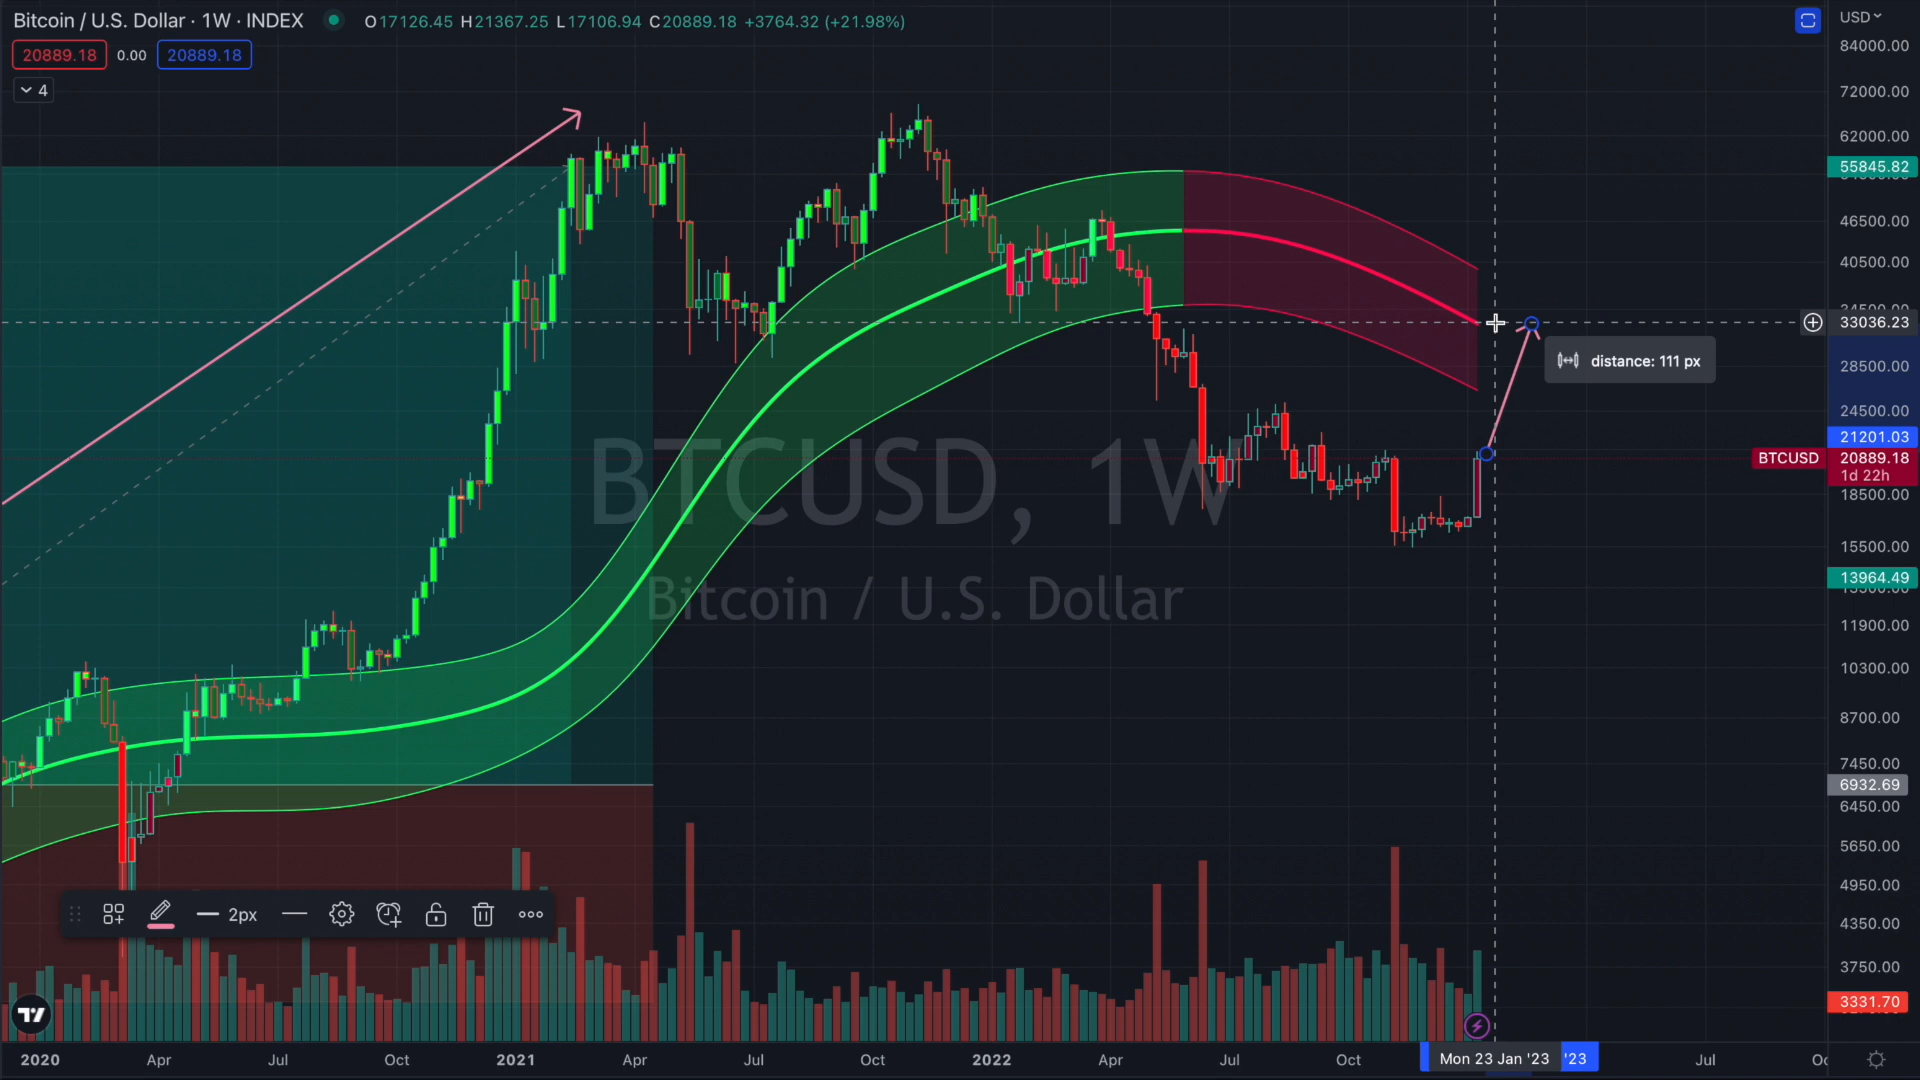 Bitcoin / U.S. Dollar · 1W · INDEX O17126.45 H21367.25 L17106.94 C20889.18 +3764.32 (+21.98%)
20889.18 0.00 20889.18
4
USD
84000.00
72000.00
62000.00
55845.82
46500.00
40500.00
33036.23
distance: 111 px
28500.00
24500.00
21201.03
BTCUSD 20889.18
1d 22h
18500.00
BTCUSD, 1W
Bitcoin / U.S. Dollar
15500.00
13964.49
11900.00
10300.00
8700.00
7450.00
6932.69
6450.00
5650.00
4950.00
4350.00
3750.00
3331.70
2px
2020 Apr Jul Oct 2021 Apr Jul Oct 2022 Apr Jul Oct Mon 23 Jan '23 '23 Jul